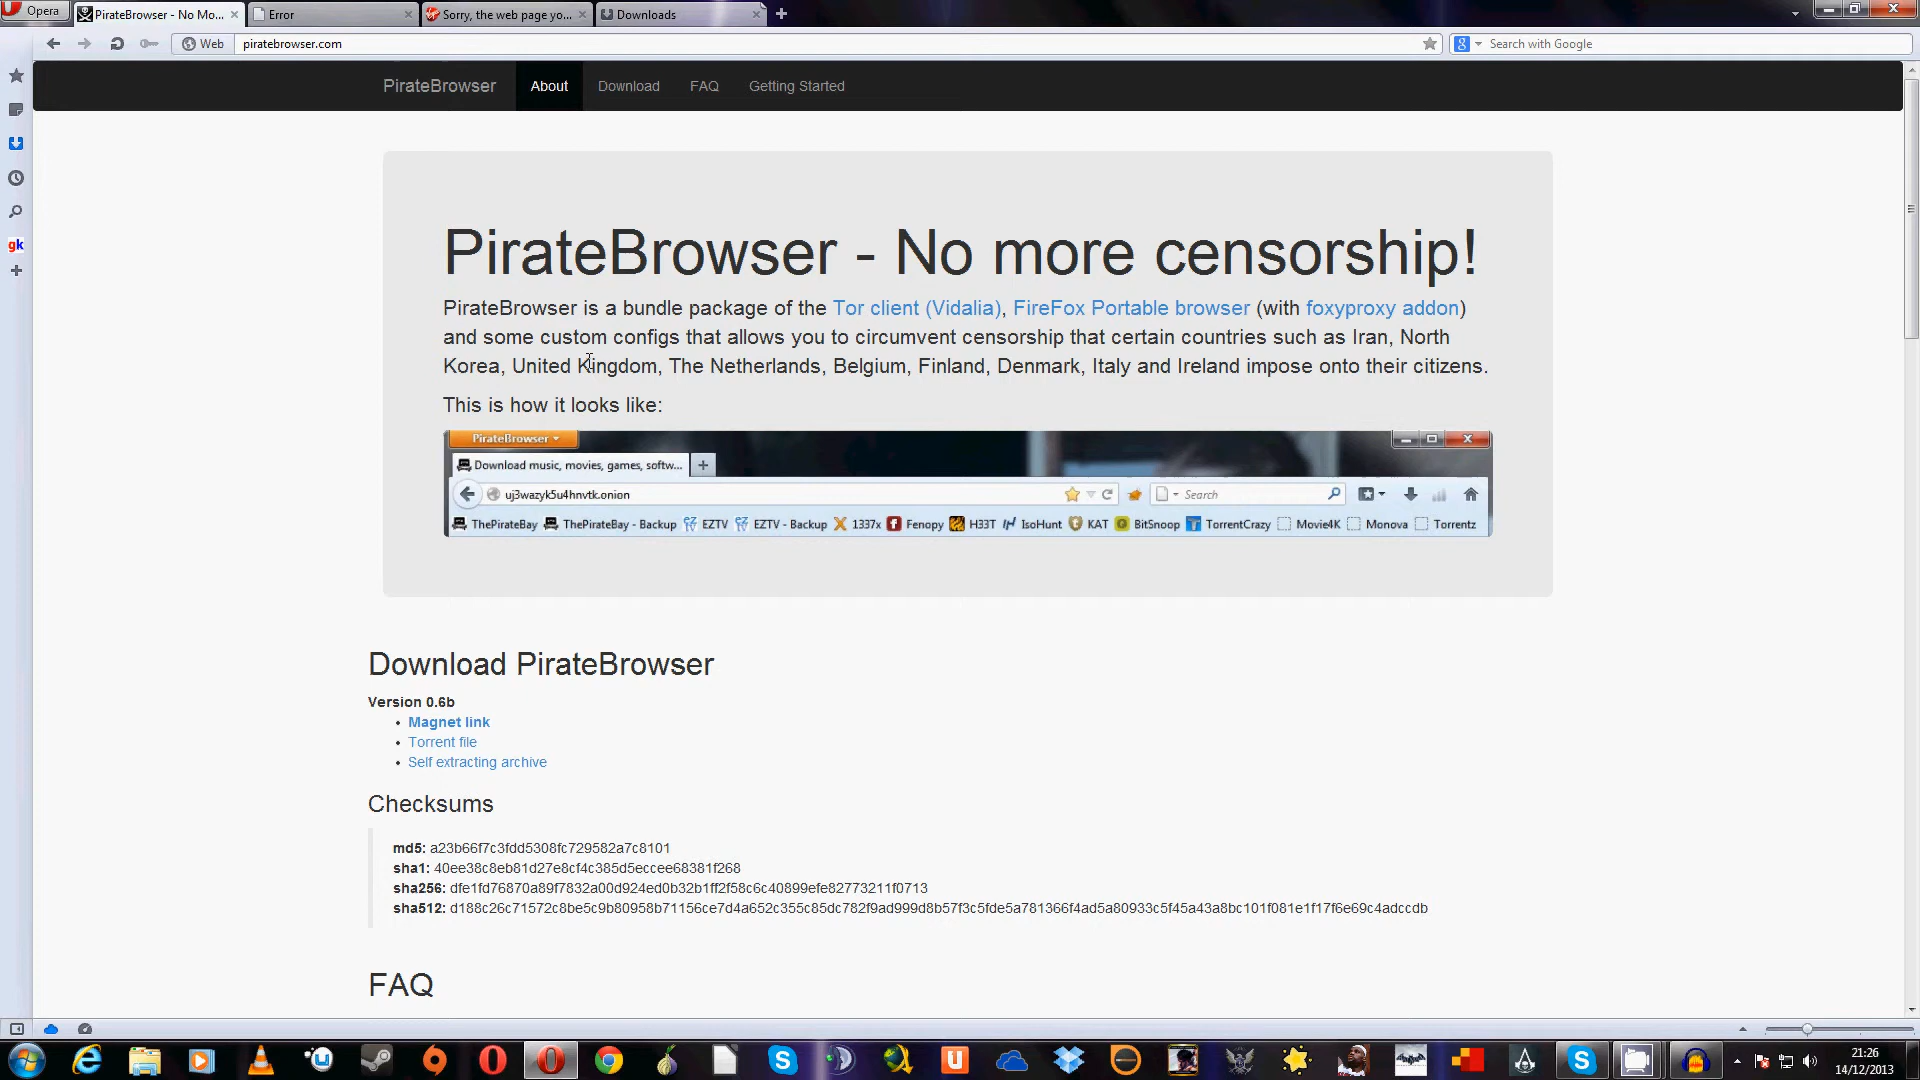 Opera
PirateBrowser - No Mo...
Error
Sorry, the web page yo...
Downloads
Web
piratebrowser.com
Search with Google
PirateBrowser
About
Download
FAQ
Getting Started
gk
PirateBrowser - No more censorship!
PirateBrowser is a bundle package of the Tor client (Vidalia), FireFox Portable browser (with foxyproxy addon)
and some custom configs that allows you to circumvent censorship that certain countries such as Iran, North
Korea, United Kingdom, The Netherlands, Belgium, Finland, Denmark, Italy and Ireland impose onto their citizens.
This is how it looks like:
PirateBrowser
Download music, movies, games, softw...
uj3wazyk5u4hnvtk.onion
Search
ThePirateBay ThePirateBay - Backup EZTV EZTV - Backup 1337x Fenopy H33T IsoHunt KAT BitSnoop TorrentCrazy Movie4K Monova Torrentz
Download PirateBrowser
Version 0.6b
• Magnet link
• Torrent file
• Self extracting archive
Checksums
md5: a23b66f7c3fdd5308fc729582a7c8101
sha1: 40ee38c8eb81d27e8cf4c385d5eccee68381f268
sha256: dfe1fd76870a89f7832a00d924ed0b32b1ff2f58c6c40899efe82773211f0713
sha512: d188c26c71572c8be5c9b80958b71156ce7d4a652c355c85dc782f9ad999d8b57f3c5fde5a781366f4ad5a80933c5f45a43a8bc101f081e1f17f6e69c4adccdb
FAQ
21:26
14/12/2013